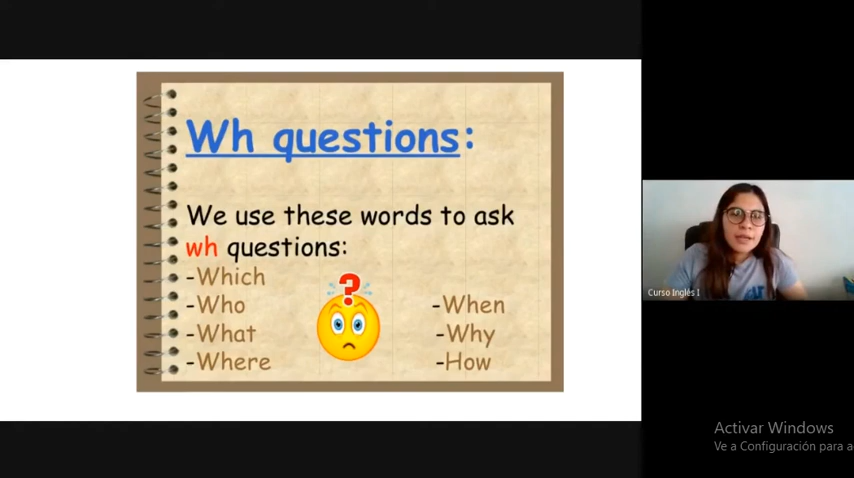 Wh questions:
We use these words to ask
wh questions:
-Which
-Who
-What
-Where
?
-When
-Why
-How
Curso Inglés I
Activar Windows
Ve a Configuración para a